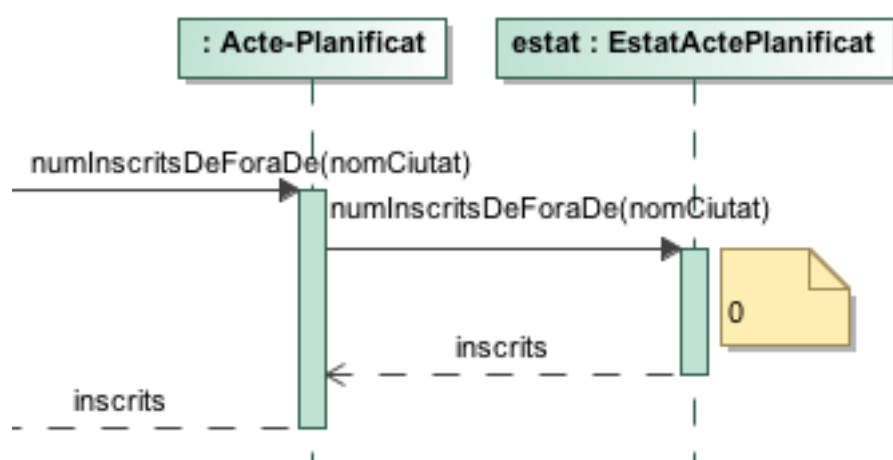 : Acte-Planificat
estat : EstatActePlanificat
numInscritsDeForaDe(nomCiutat)
numInscritsDeForaDe(nomCiutat)
0
inscrits
inscrits